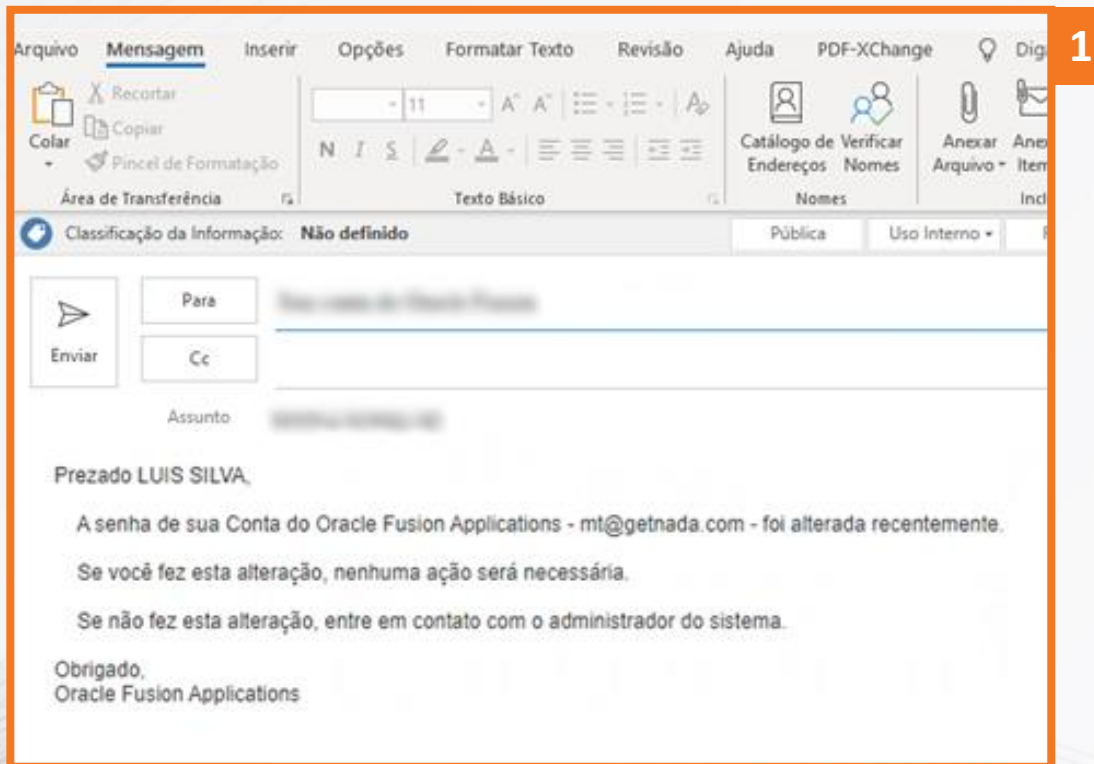 1
Arquivo Mensagem Inserir Opções Formatar Texto Revisão Ajuda PDF-XChange
Recortar
Copiar
Pincel de Formatação
Colar
11
N I S
Catálogo de Endereços
Verificar Nomes
Anexar Arquivo
Área de Transferência Texto Básico Nomes
Classificação da Informação: Não definido Pública Uso Interno
Para
Enviar
Cc
Assunto
Prezado LUIS SILVA,
A senha de sua Conta do Oracle Fusion Applications - mt@getnada.com - foi alterada recentemente.
Se você fez esta alteração, nenhuma ação será necessária.
Se não fez esta alteração, entre em contato com o administrador do sistema.
Obrigado,
Oracle Fusion Applications